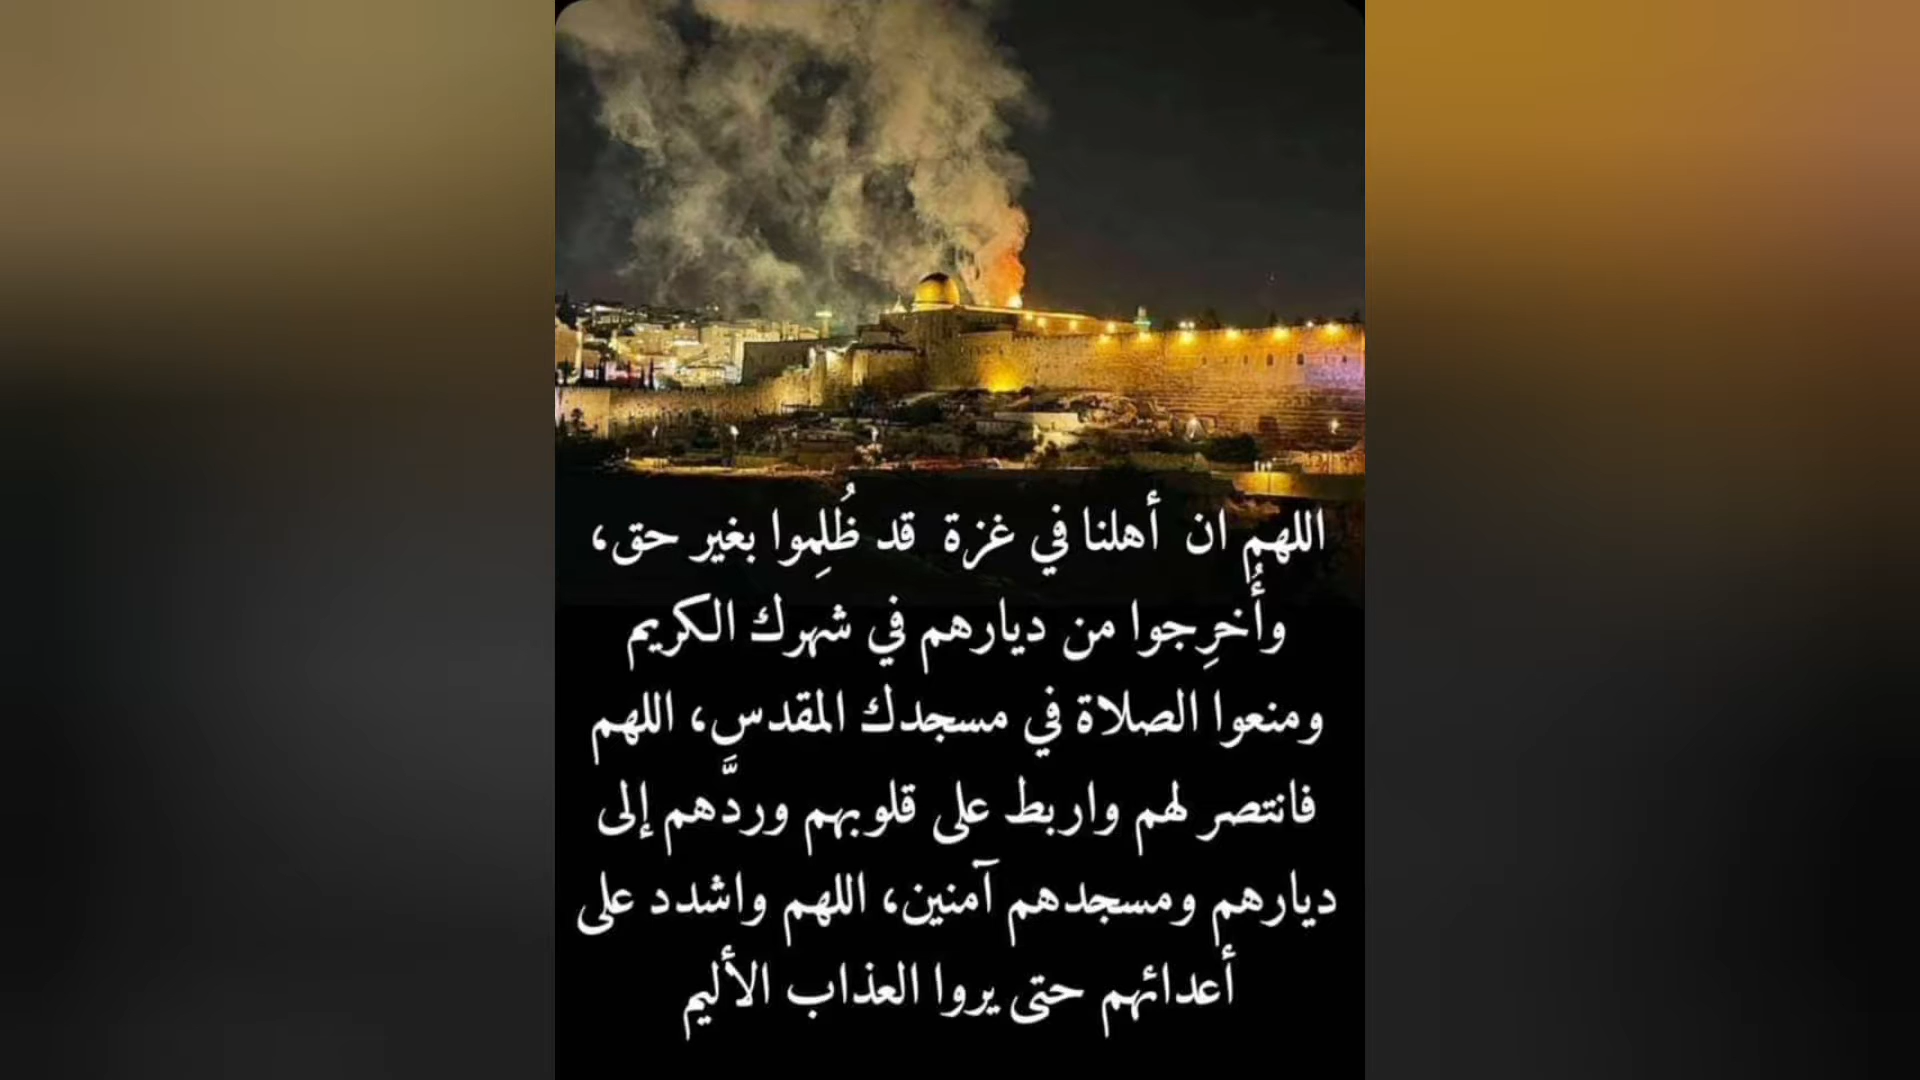 اللهم ان أهلنا في غزة قد ظُلِموا بغير حق،
وأُخرِجوا من ديارهم في شهرك الكريم
ومنعوا الصلاة في مسجدك المقدس، اللهم
فانتصر لهم واربط على قلوبهم وردَّهم إلى
ديارهم ومسجدهم آمنين، اللهم واشدد على
أعدائهم حتى يروا العذاب الأليم